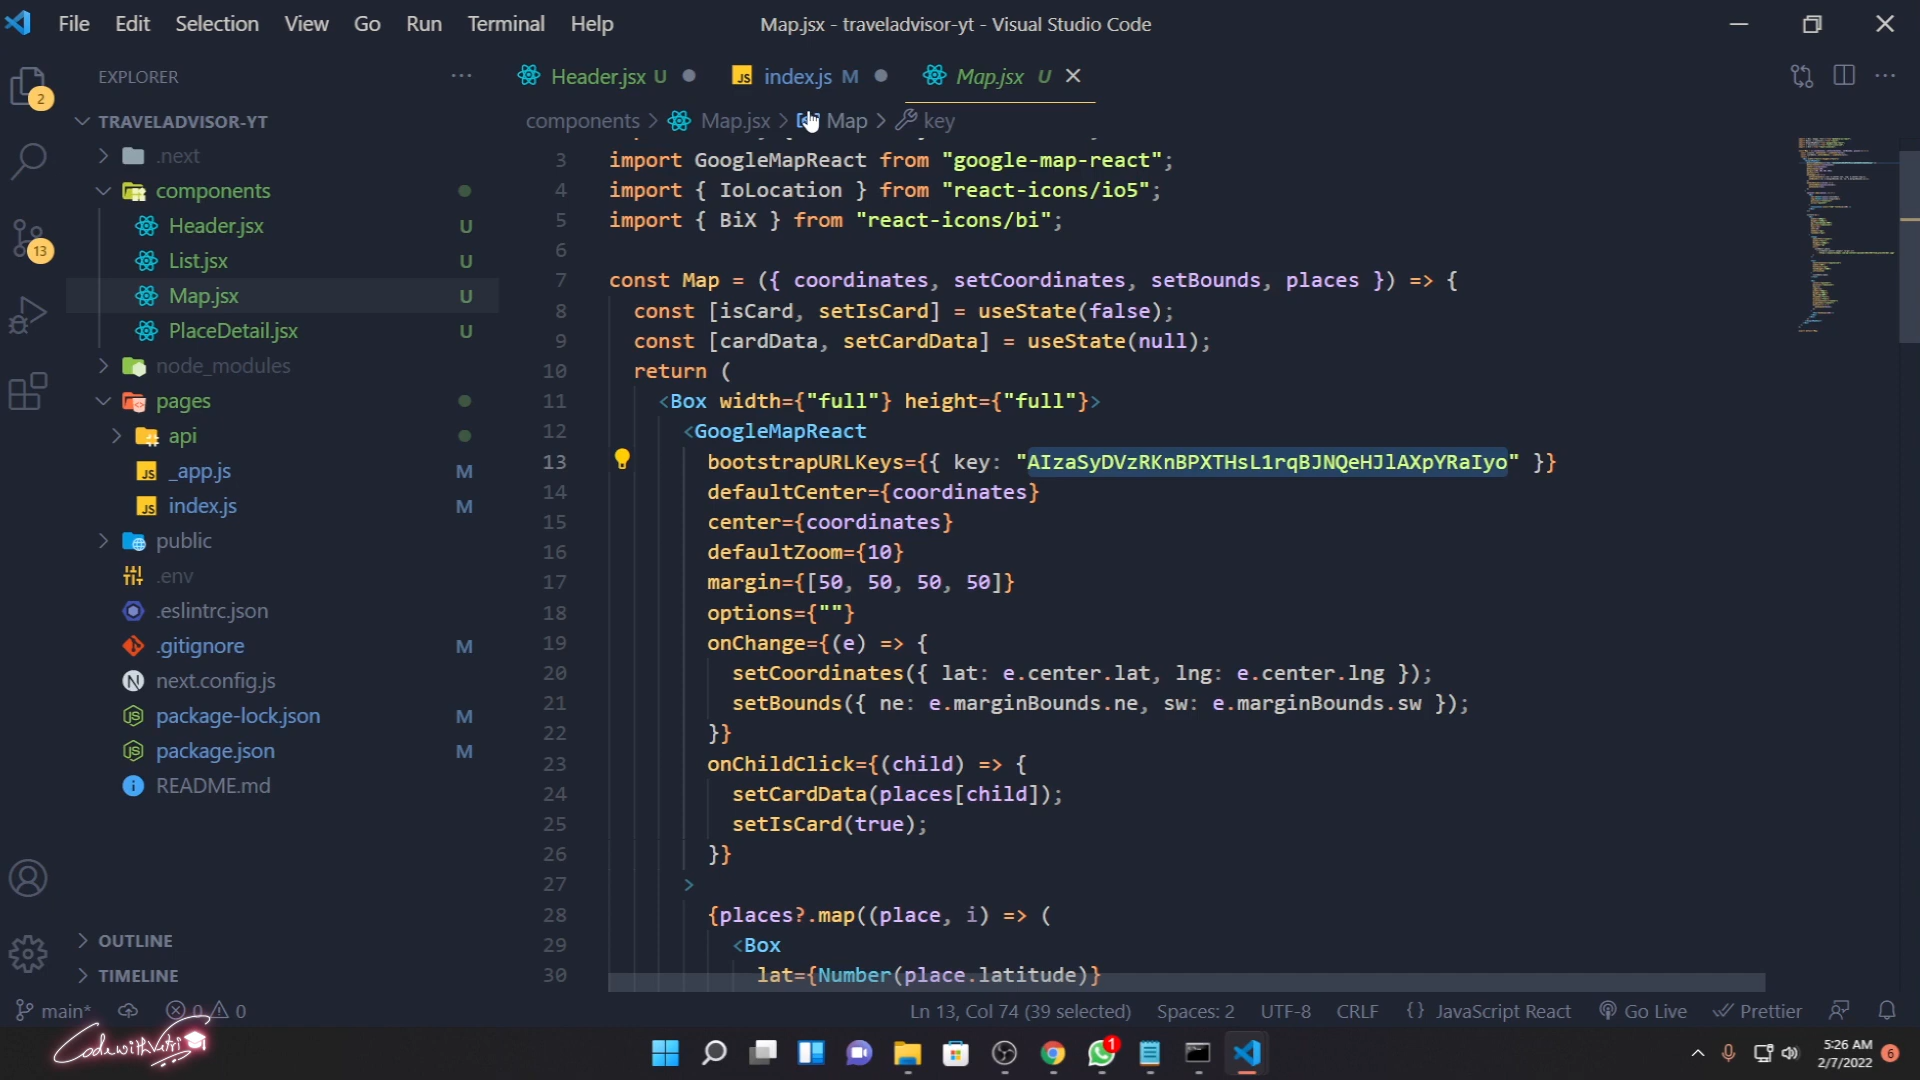 File Edit Selection View Go Run Terminal Help
Map.jsx - traveladvisor-yt - Visual Studio Code
EXPLORER
2
13
TRAVELADVISOR-YT
.next
components
Header.jsx U
List.jsx U
Map.jsx U
PlaceDetail.jsx U
node_modules
pages
api
_app.js M
index.js M
public
.env
.eslintrc.json
.gitignore M
next.config.js
package-lock.json M
package.json M
README.md
OUTLINE
TIMELINE
Header.jsx U
index.js M
Map.jsx U
components > Map.jsx > Map > key
3 import GoogleMapReact from "google-map-react";
4 import { IoLocation } from "react-icons/io5";
5 import { BiX } from "react-icons/bi";
6
7 const Map = ({ coordinates, setCoordinates, setBounds, places }) => {
8 const [isCard, setIsCard] = useState(false);
9 const [cardData, setCardData] = useState(null);
10 return (
11 <Box width={"full"} height={"full"}>
12 <GoogleMapReact
13 bootstrapURLKeys={{ key: "AIzaSyDVzRKnBPXTHsL1rqBJNQeHJlAXpYRaIyo" }}
14 defaultCenter={coordinates}
15 center={coordinates}
16 defaultZoom={10}
17 margin={[50, 50, 50, 50]}
18 options={""}
19 onChange={(e) => {
20 setCoordinates({ lat: e.center.lat, lng: e.center.lng });
21 setBounds({ ne: e.marginBounds.ne, sw: e.marginBounds.sw });
22 }}
23 onChildClick={(child) => {
24 setCardData(places[child]);
25 setIsCard(true);
26 }}
27 >
28 {places?.map((place, i) => (
29 <Box
30 lat={Number(place.latitude)}
main* 0 0
Ln 13, Col 74 (39 selected) Spaces: 2 UTF-8 CRLF {} JavaScript React Go Live Prettier
1
5:26 AM
2/7/2022
6